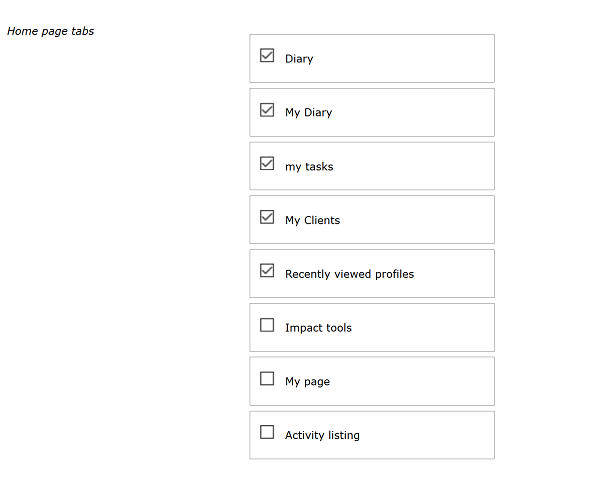 Home page tabs
Diary
My Diary
my tasks
My Clients
Recently viewed profiles
Impact tools
My page
Activity listing